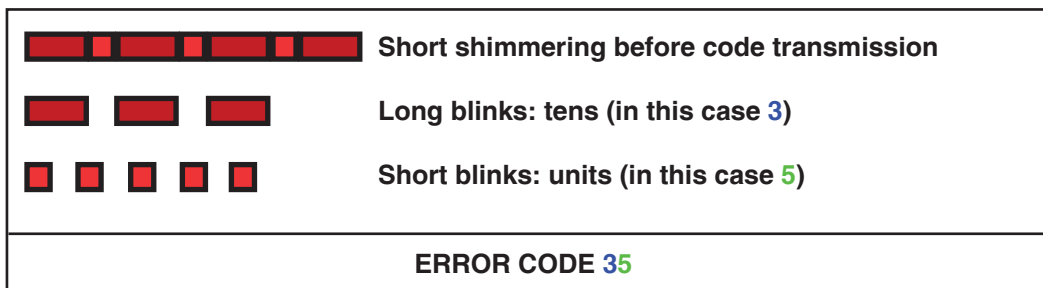 Short shimmering before code transmission
Long blinks: tens (in this case 3)
Short blinks: units (in this case 5)
ERROR CODE 35